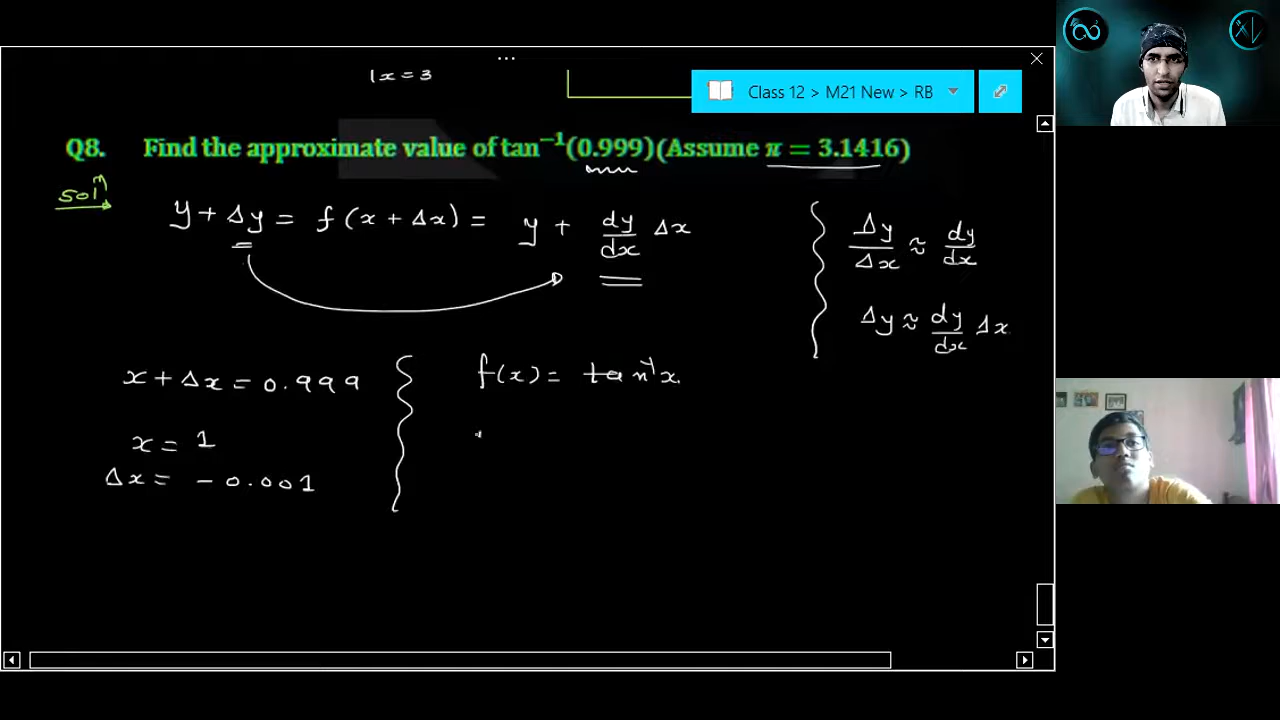 1x = 3
Class 12 > M21 New > RB
Q8. Find the approximate value of tan⁻¹(0.999)(Assume π = 3.1416)
Solⁿ
y + Δy = f(x + Δx) = y + dy/dx Δx
Δy/Δx ≈ dy/dx
Δy ≈ dy/dx Δx
x + Δx = 0.999
x = 1
Δx = - 0.001
f(x) = tan⁻¹x.